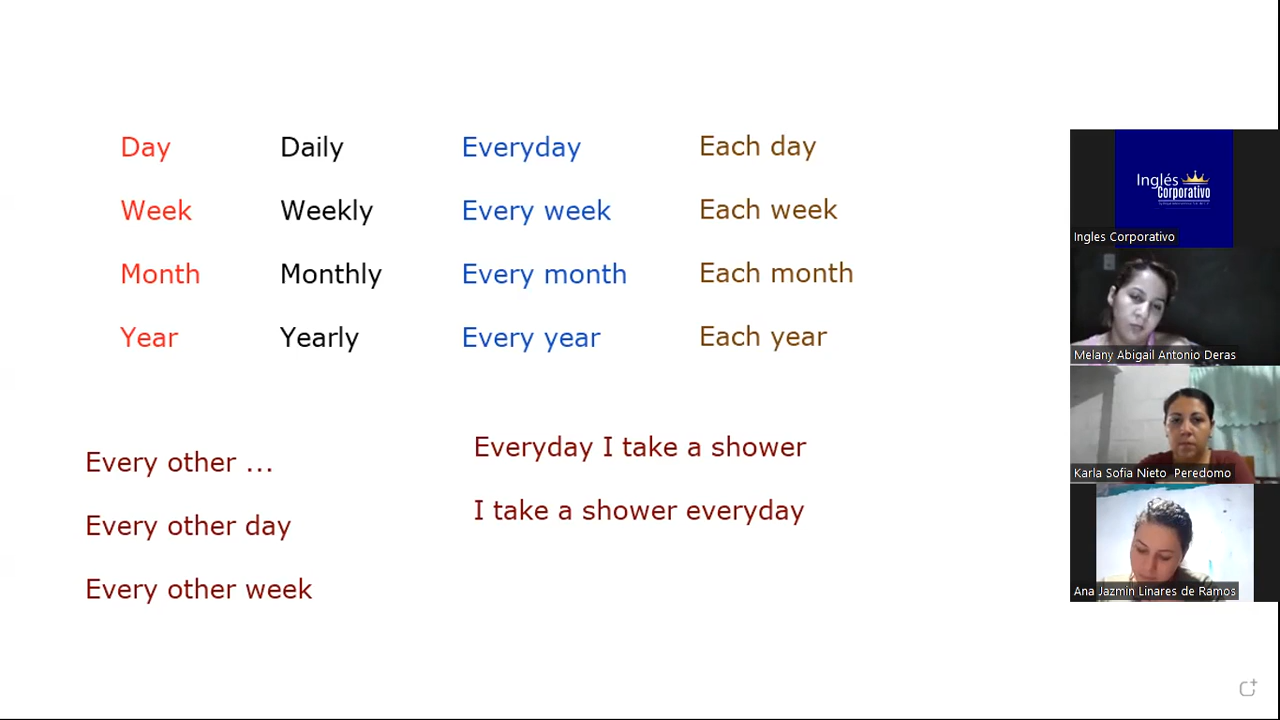 Day Daily Everyday Each day
Week Weekly Every week Each week
Month Monthly Every month Each month
Year Yearly Every year Each year
Every other ...
Every other day
Every other week
Everyday I take a shower
I take a shower everyday
Inglés
Corporativo
Ingles Corporativo
Melany Abigail Antonio Deras
Karla Sofia Nieto Peredomo
Ana Jazmin Linares de Ramos